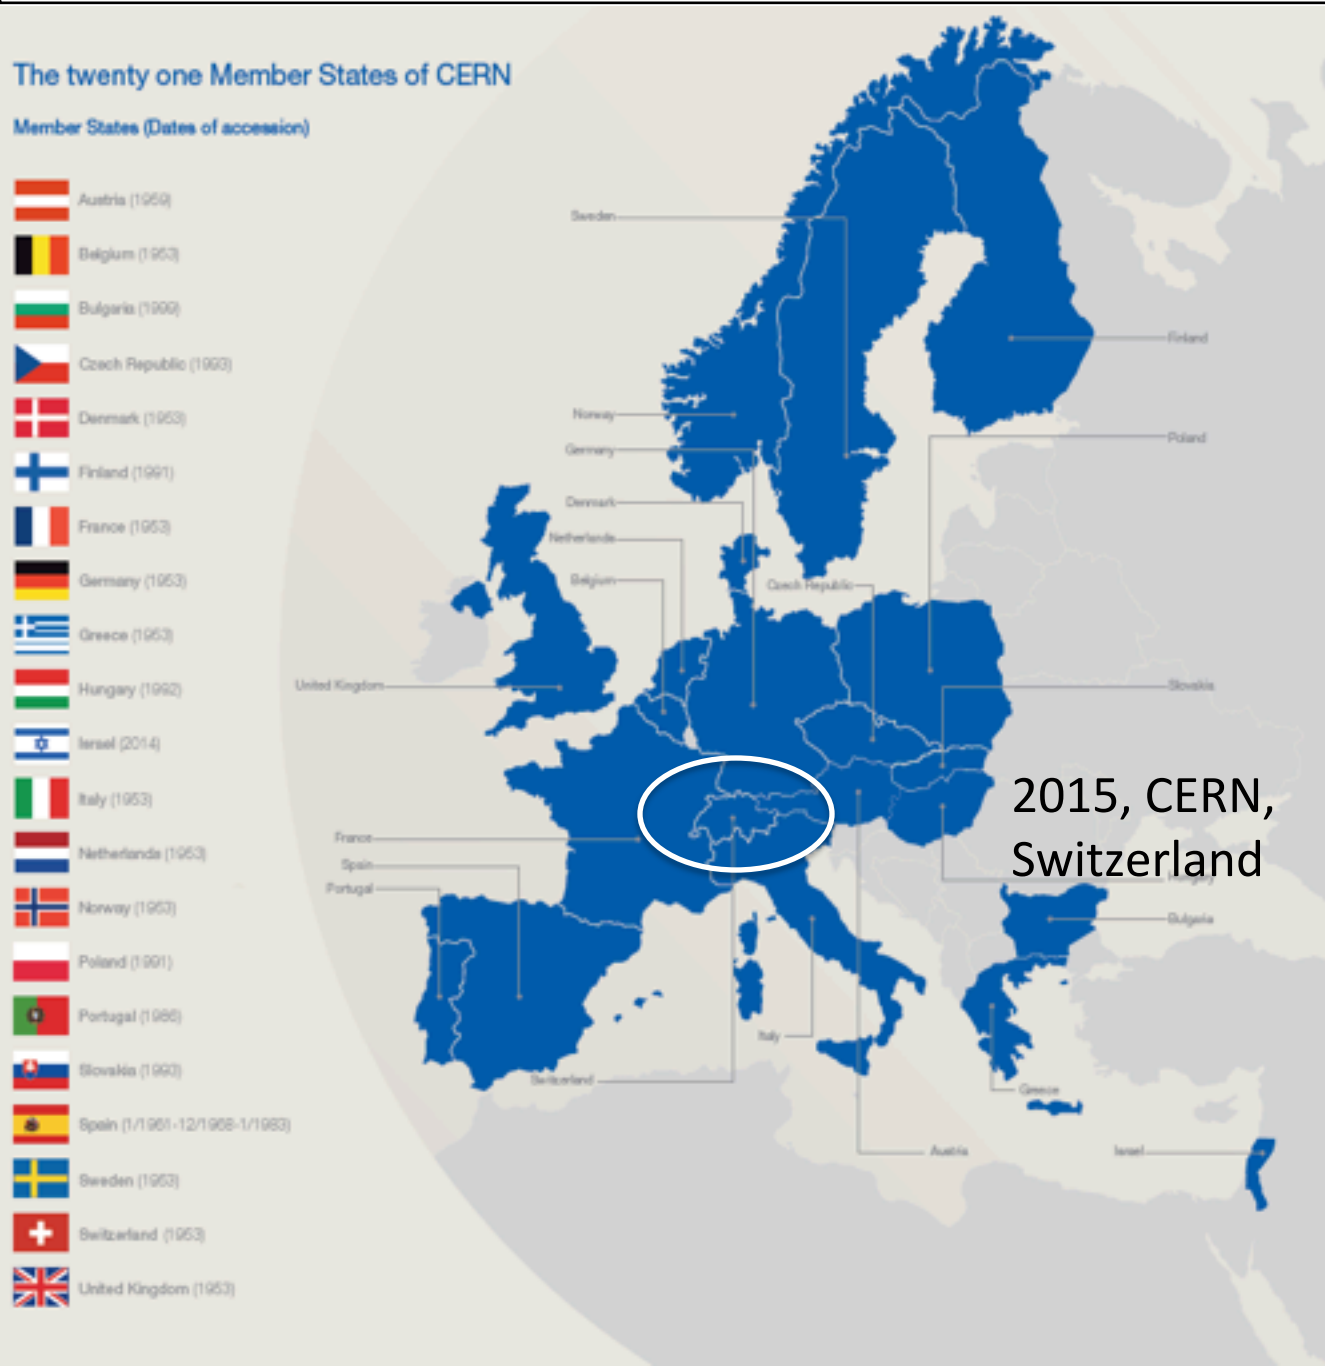 The twenty one Member States of CERN
Member States (Dates of accession)
Austria (1959)
Belgium (1953)
Bulgaria (1999)
Czech Republic (1993)
Denmark (1953)
Finland (1991)
France (1953)
Germany (1953)
Greece (1953)
Hungary (1992)
Israel (2014)
Italy (1953)
Netherlands (1953)
Norway (1953)
Poland (1991)
Portugal (1986)
Slovakia (1993)
Spain (1/1961-12/1968-1/1983)
Sweden (1953)
Switzerland (1953)
United Kingdom (1953)
Sweden
Finland
Norway
Poland
Germany
Denmark
Netherlands
Belgium
Czech Republic
United Kingdom
Slovakia
2015, CERN,
Switzerland
France
Spain
Portugal
Hungary
Bulgaria
Italy
Switzerland
Greece
Austria
Israel